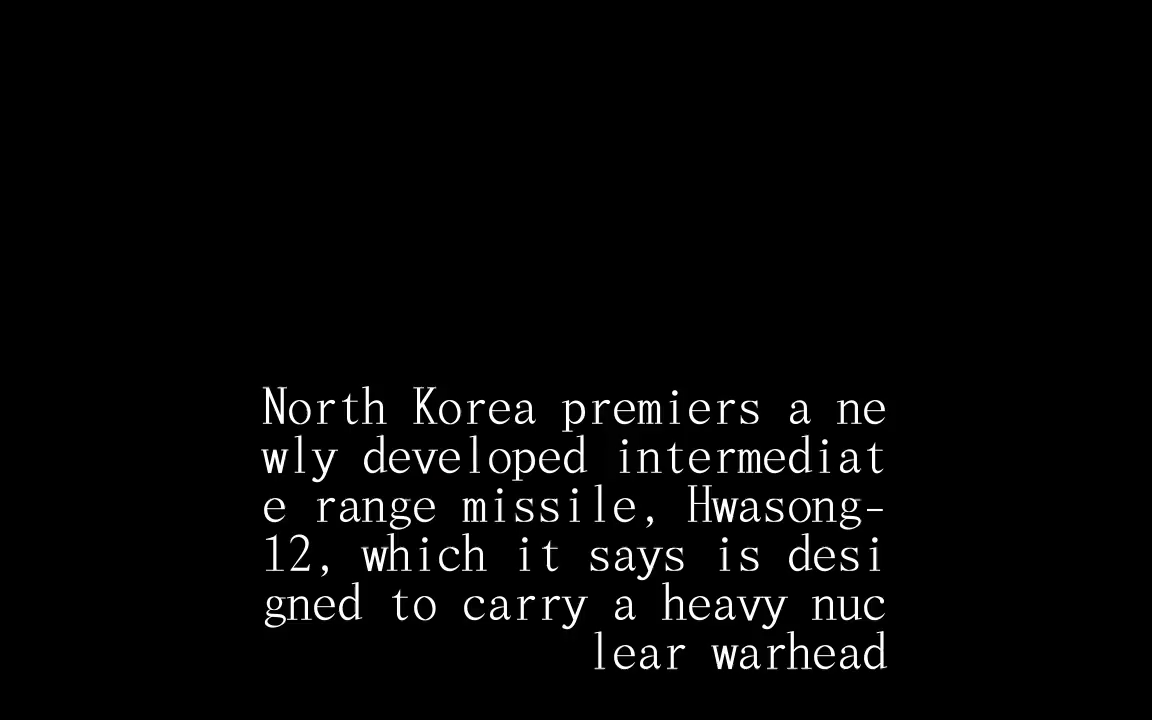 North Korea premiers a ne
wly developed intermediat
e range missile, Hwasong-
12, which it says is desi
gned to carry a heavy nuc
lear warhead